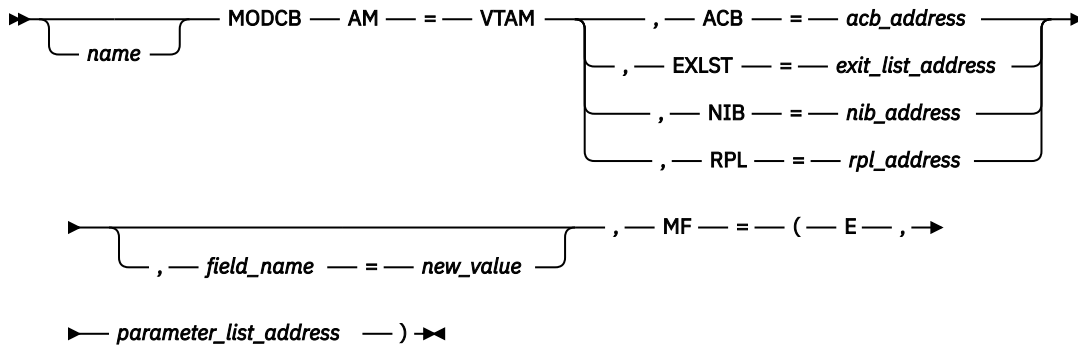 MODCB AM = VTAM , ACB = acb_address
name , EXLST = exit_list_address
, NIB = nib_address
, RPL = rpl_address
, MF = ( E ,
, field_name = new_value
parameter_list_address )